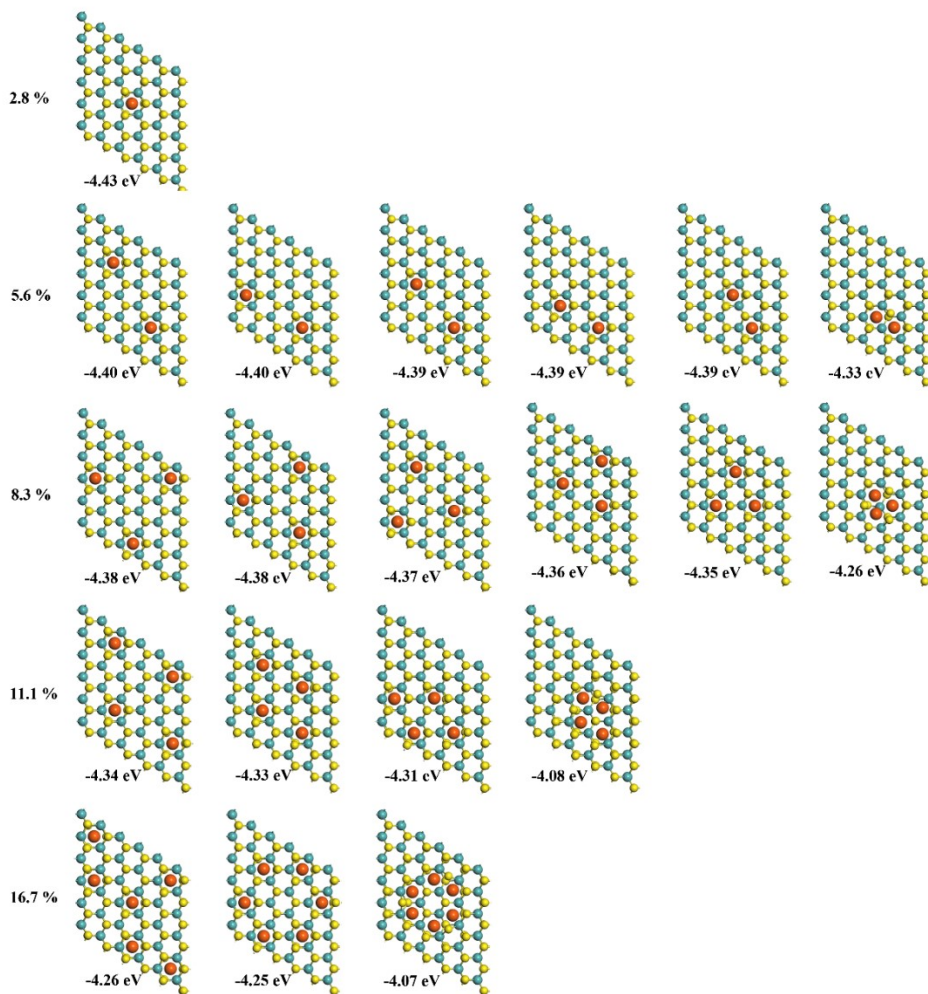 2.8 %
-4.43 eV
5.6 %
-4.40 eV
-4.40 eV
-4.39 eV
-4.39 eV
-4.39 eV
-4.33 eV
8.3 %
-4.38 eV
-4.38 eV
-4.37 eV
-4.36 eV
-4.35 eV
-4.26 eV
11.1 %
-4.34 eV
-4.33 eV
-4.31 eV
-4.08 eV
16.7 %
-4.26 eV
-4.25 eV
-4.07 eV